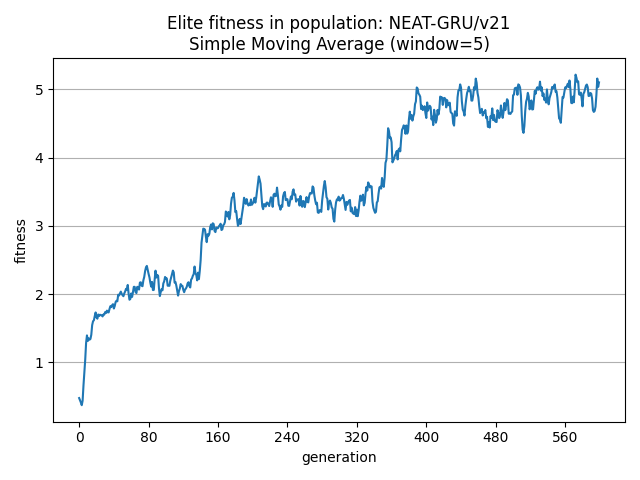 Elite fitness in population: NEAT-GRU/v21
Simple Moving Average (window=5)
fitness
5
4
3
2
1
0 80 160 240 320 400 480 560
generation